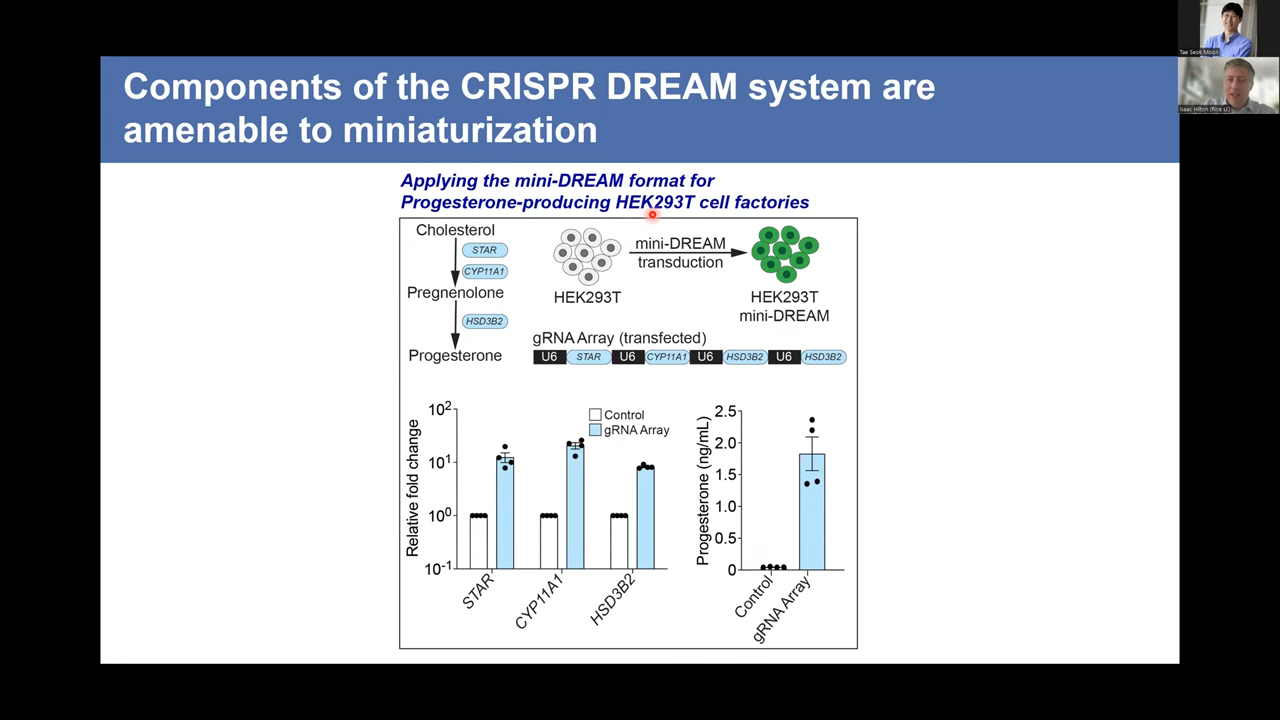 Components of the CRISPR DREAM system are
amenable to miniaturization
Tae Seok Moon
Isaac Hilton (Rice U.)
Applying the mini-DREAM format for
Progesterone-producing HEK293T cell factories
Cholesterol
STAR
CYP11A1
Pregnenolone
HSD3B2
Progesterone
HEK293T
mini-DREAM
transduction
HEK293T
mini-DREAM
gRNA Array (transfected)
U6 STAR U6 CYP11A1 U6 HSD3B2 U6 HSD3B2
Relative fold change
10²
10¹
10⁰
10⁻¹
Control
gRNA Array
STAR
CYP11A1
HSD3B2
Progesterone (ng/mL)
2.5
2.0
1.5
1.0
0.5
0
Control
gRNA Array